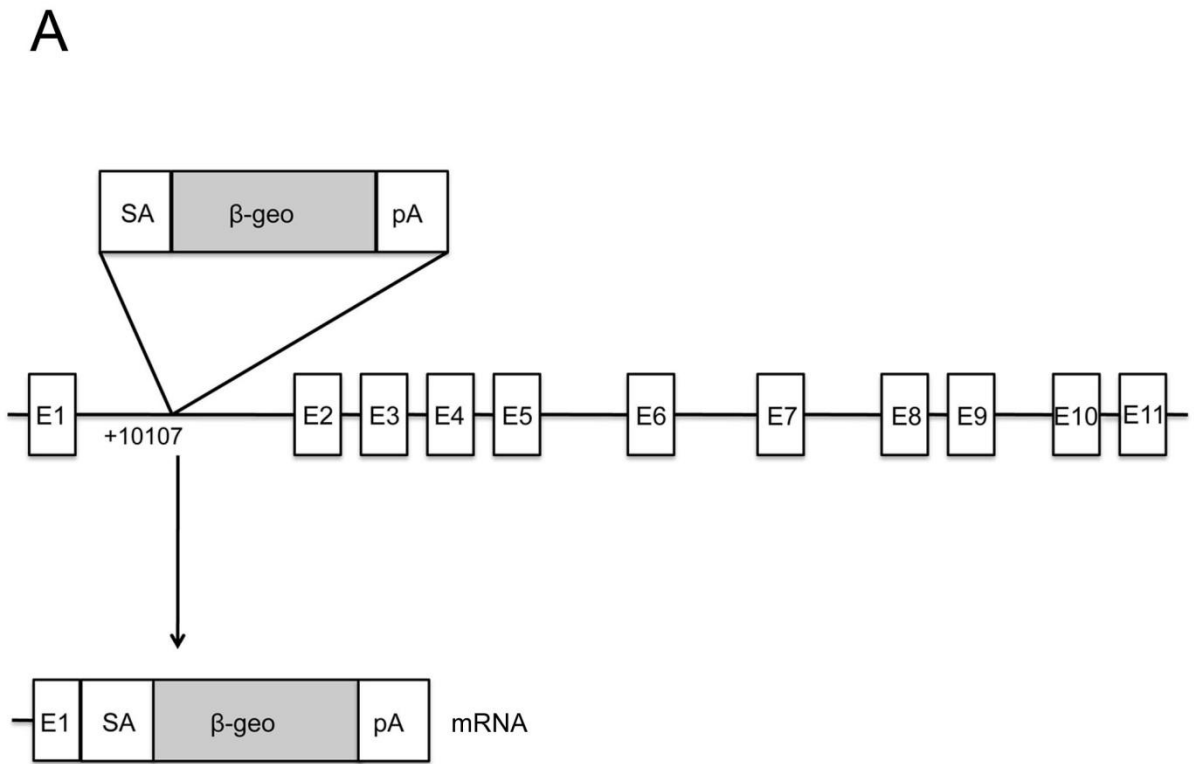 A
SA β-geo pA
E1 E2 E3 E4 E5 E6 E7 E8 E9 E10 E11
+10107
E1 SA β-geo pA mRNA